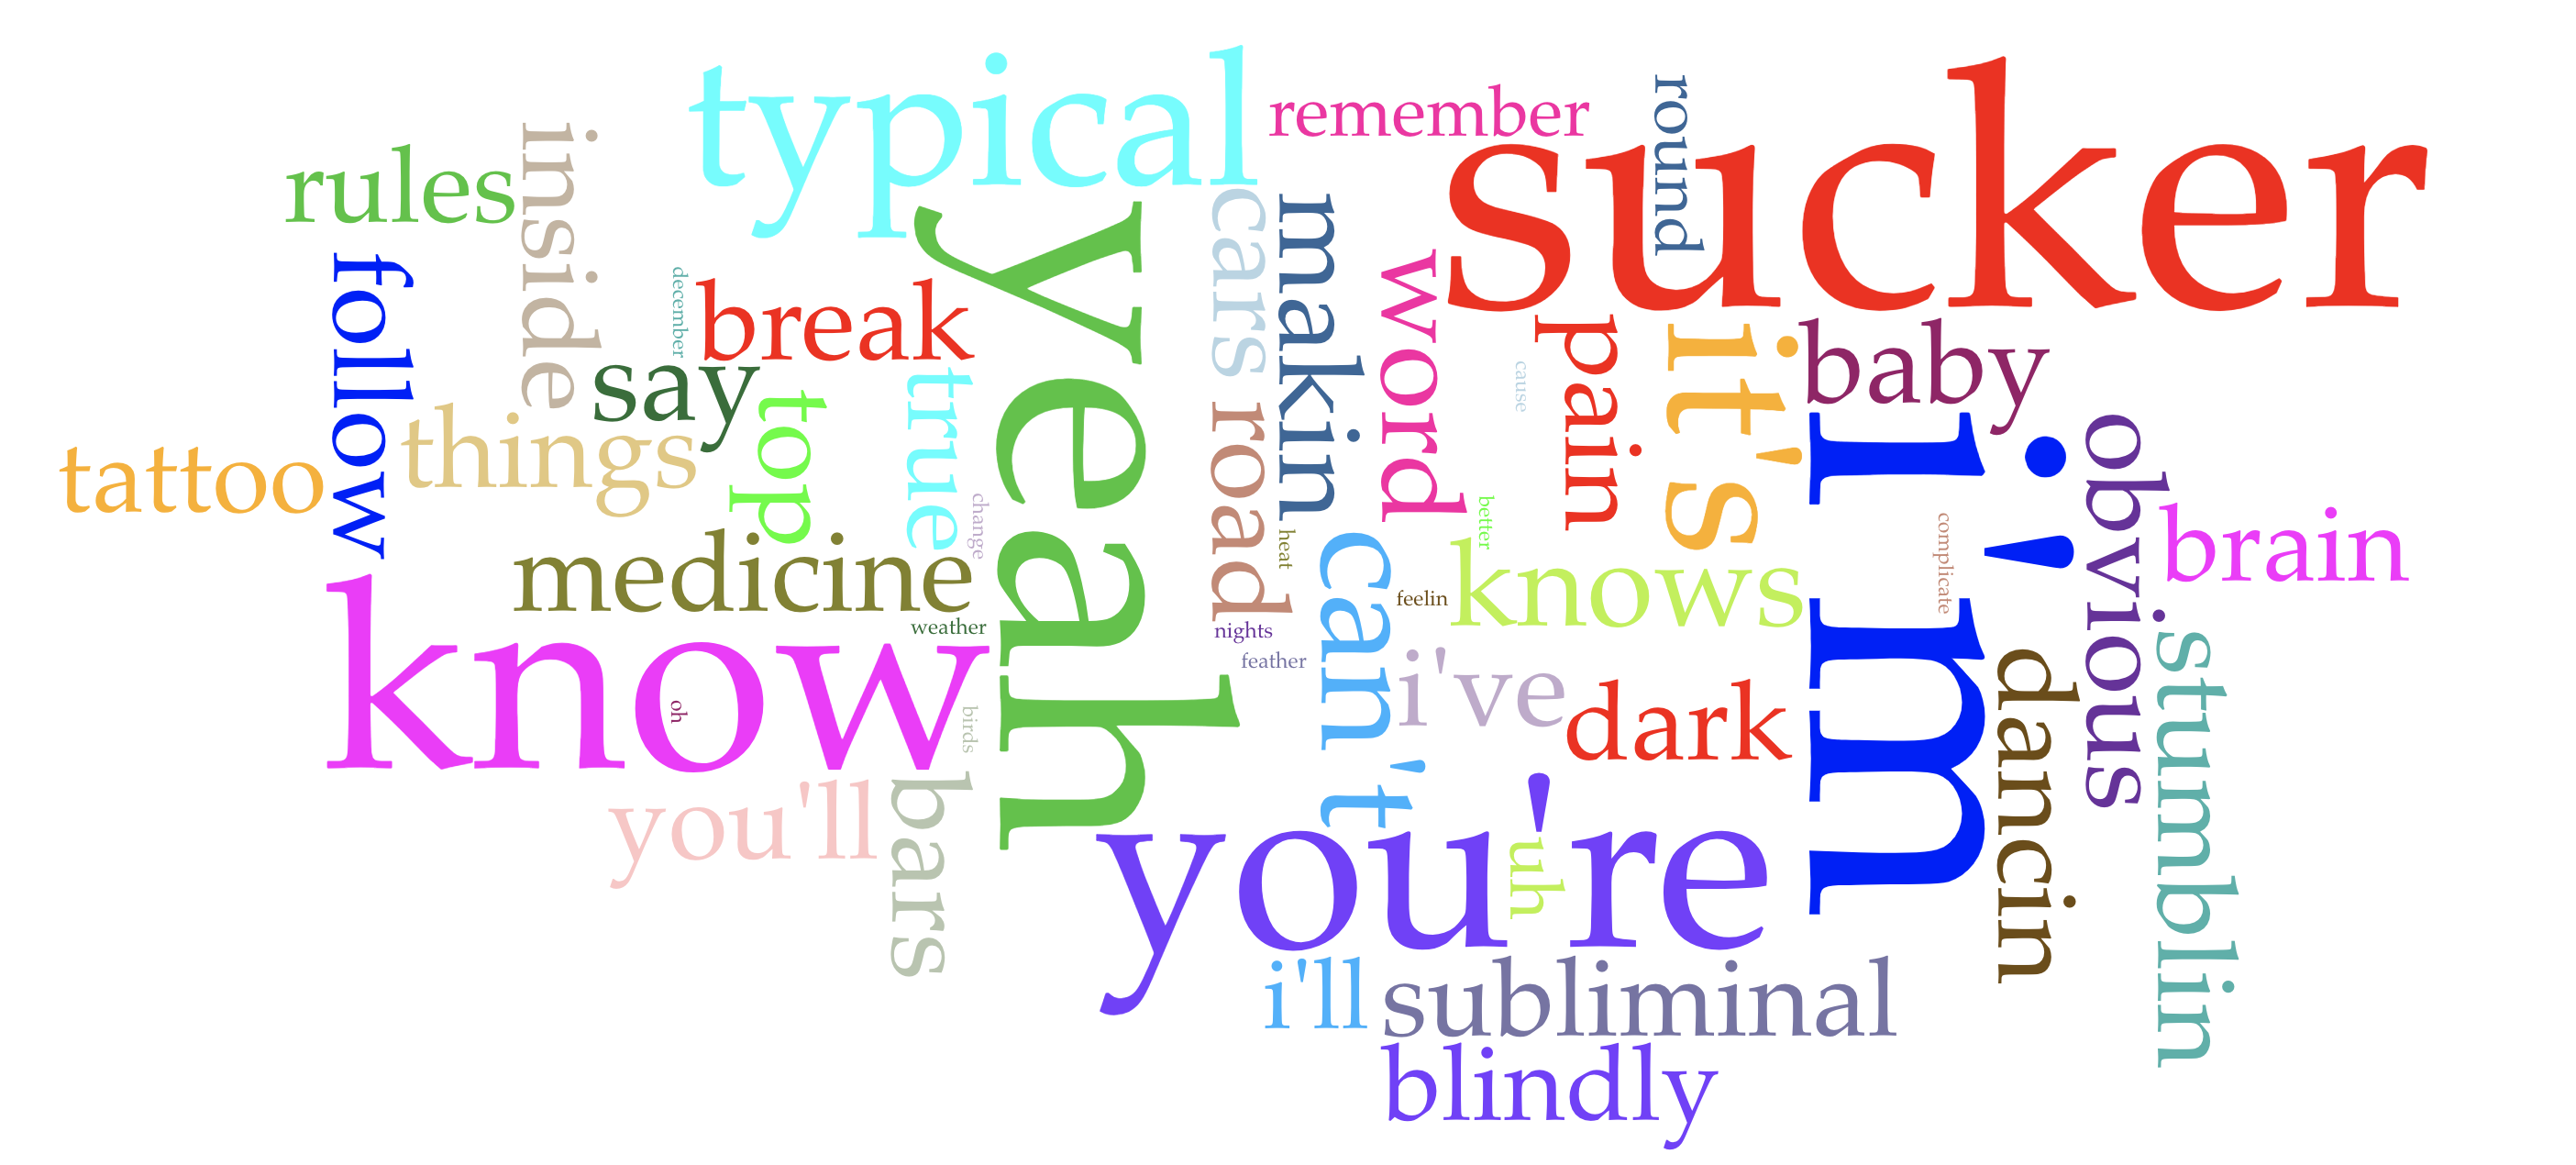 typical
remember
round
sucker
rules
inside
cars
makin
yeah
follow
december
break
word
pain
it's
baby
say
true
top
cause
i'm
tattoo
things
road
obvious
change
better
brain
medicine
heat
can't
knows
complicate
feelin
know
weather
nights
feather
i've
dark
dancin
stumblin
oh
birds
you'll
bars
you're
uh
i'll
subliminal
blindly